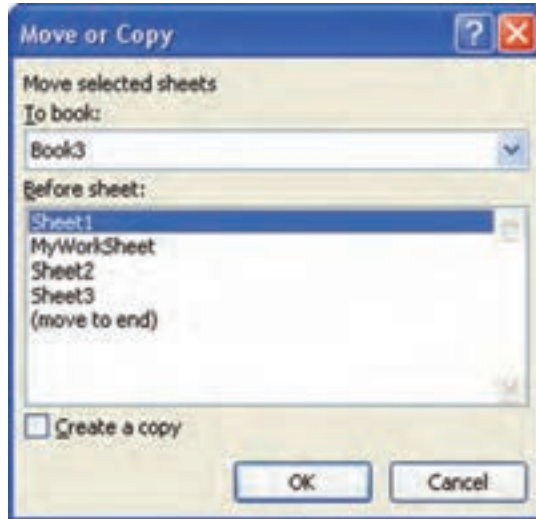 Move or Copy
Move selected sheets
To book:
Book3
Before sheet:
Sheet1
MyWorkSheet
Sheet2
Sheet3
(move to end)
Create a copy
OK
Cancel